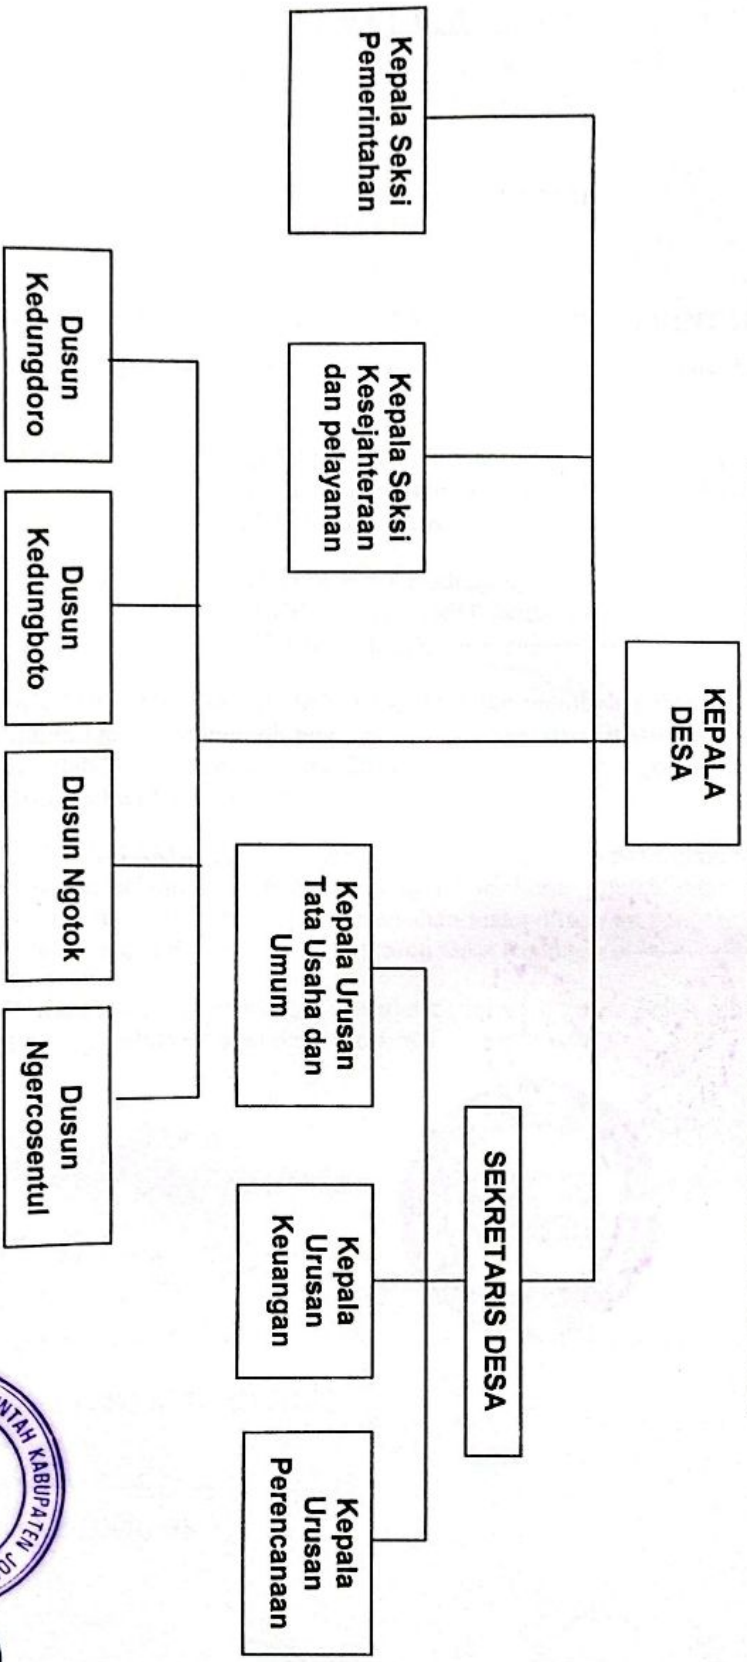 KEPALA
DESA
SEKRETARIS DESA
Kepala Seksi
Pemerintahan
Kepala Seksi
Kesejahteraan
dan pelayanan
Kepala Urusan
Tata Usaha dan
Umum
Kepala
Urusan
Keuangan
Kepala
Urusan
Perencanaan
Dusun
Kedungdoro
Dusun
Kedungboto
Dusun Ngotok
Dusun
Ngercosentul
KABUPATEN